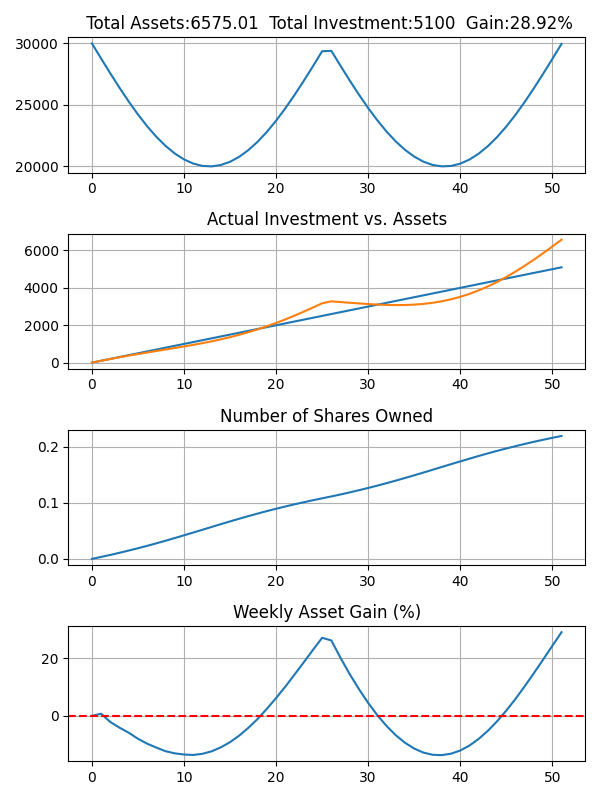 Total Assets:6575.01  Total Investment:5100  Gain:28.92%
30000
25000
20000
0 10 20 30 40 50
Actual Investment vs. Assets
6000
4000
2000
0
0 10 20 30 40 50
Number of Shares Owned
0.2
0.1
0.0
0 10 20 30 40 50
Weekly Asset Gain (%)
20
0
0 10 20 30 40 50